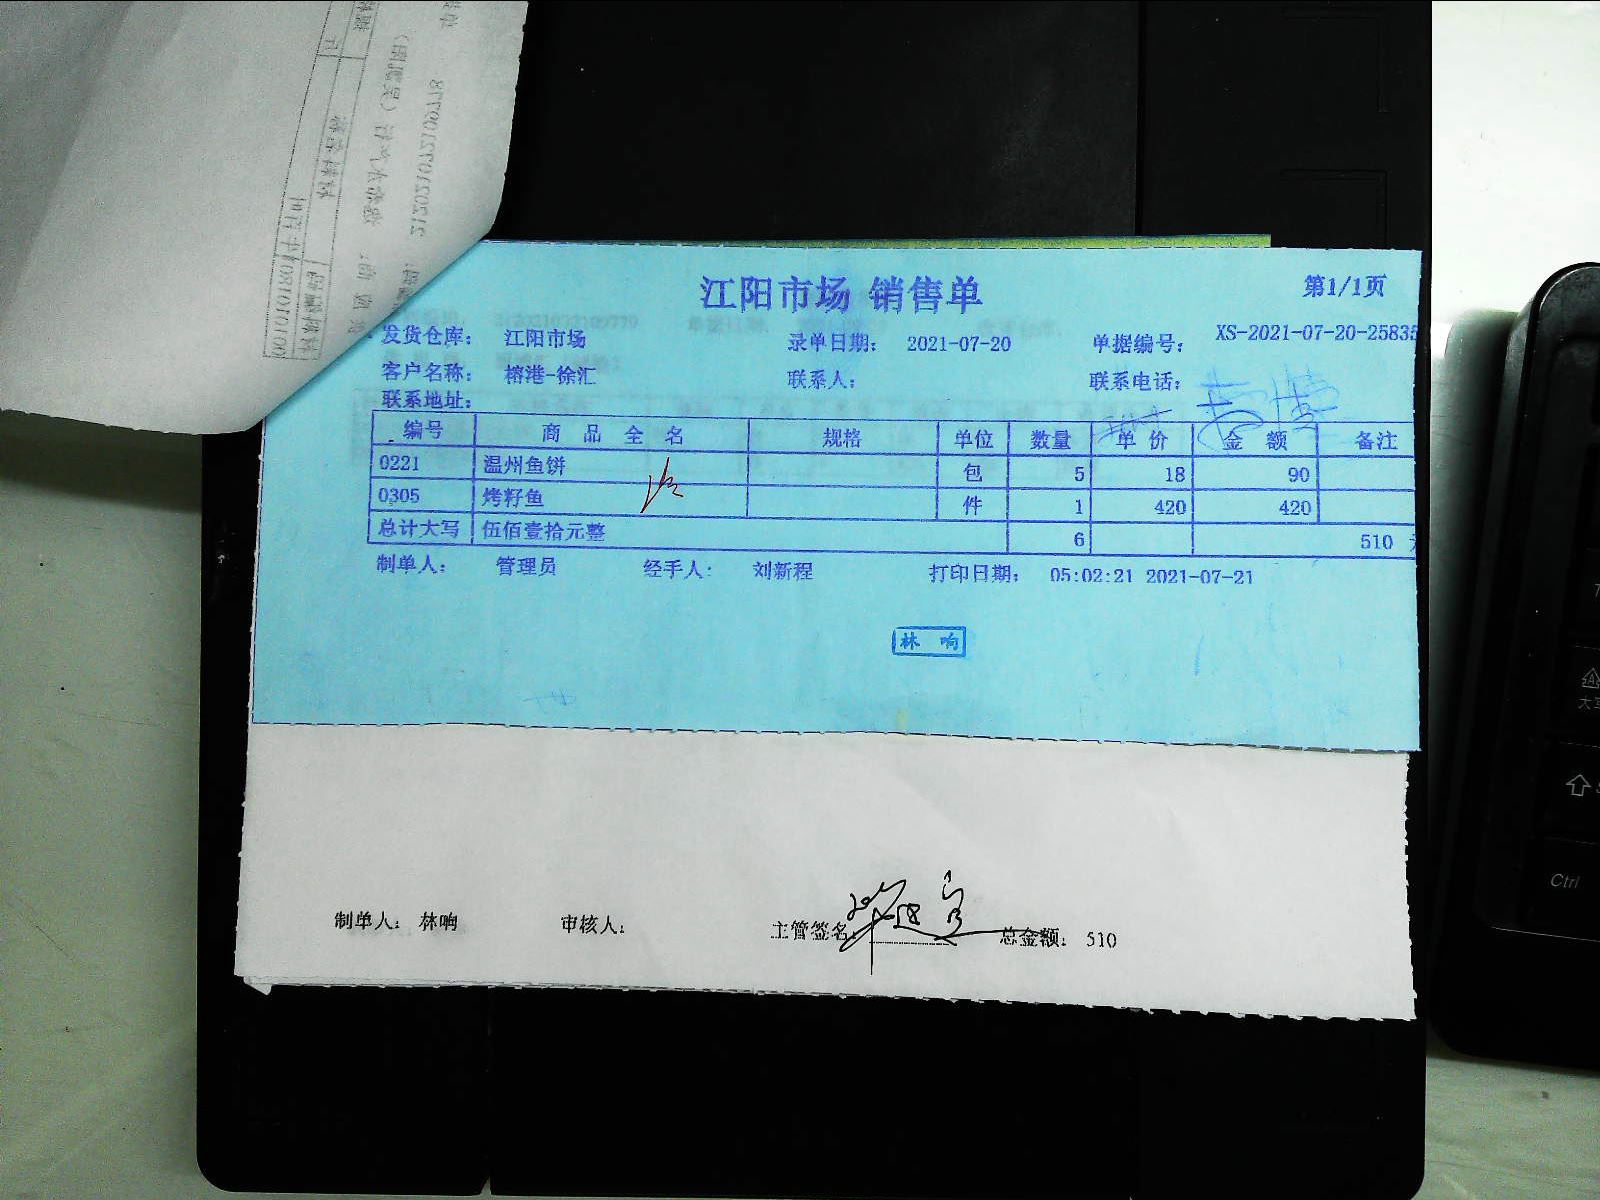 江阳市场 销售单
第1/1页
发货仓库: 江阳市场 录单日期: 2021-07-20 单据编号: XS-2021-07-20-25835
客户名称: 榕港-徐汇 联系人: 联系电话:
联系地址:
编号 商 品 全 名 规格 单位 数量 单 价 金 额 备注
0221 温州鱼饼 包 5 18 90
0305 烤籽鱼 件 1 420 420
总计大写 伍佰壹拾元整 6 510
制单人: 管理员 经手人: 刘新程 打印日期: 05:02:21 2021-07-21
林 响
制单人: 林响 审核人: 主管签名: 总金额: 510
Ctrl